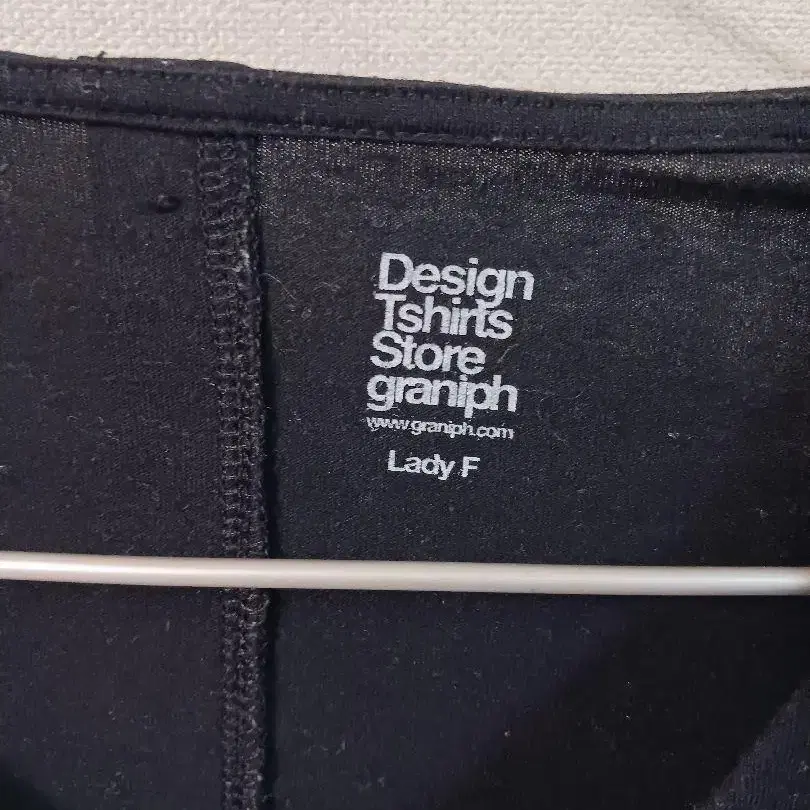 Design
Tshirts
Store
graniph
www.graniph.com
Lady F